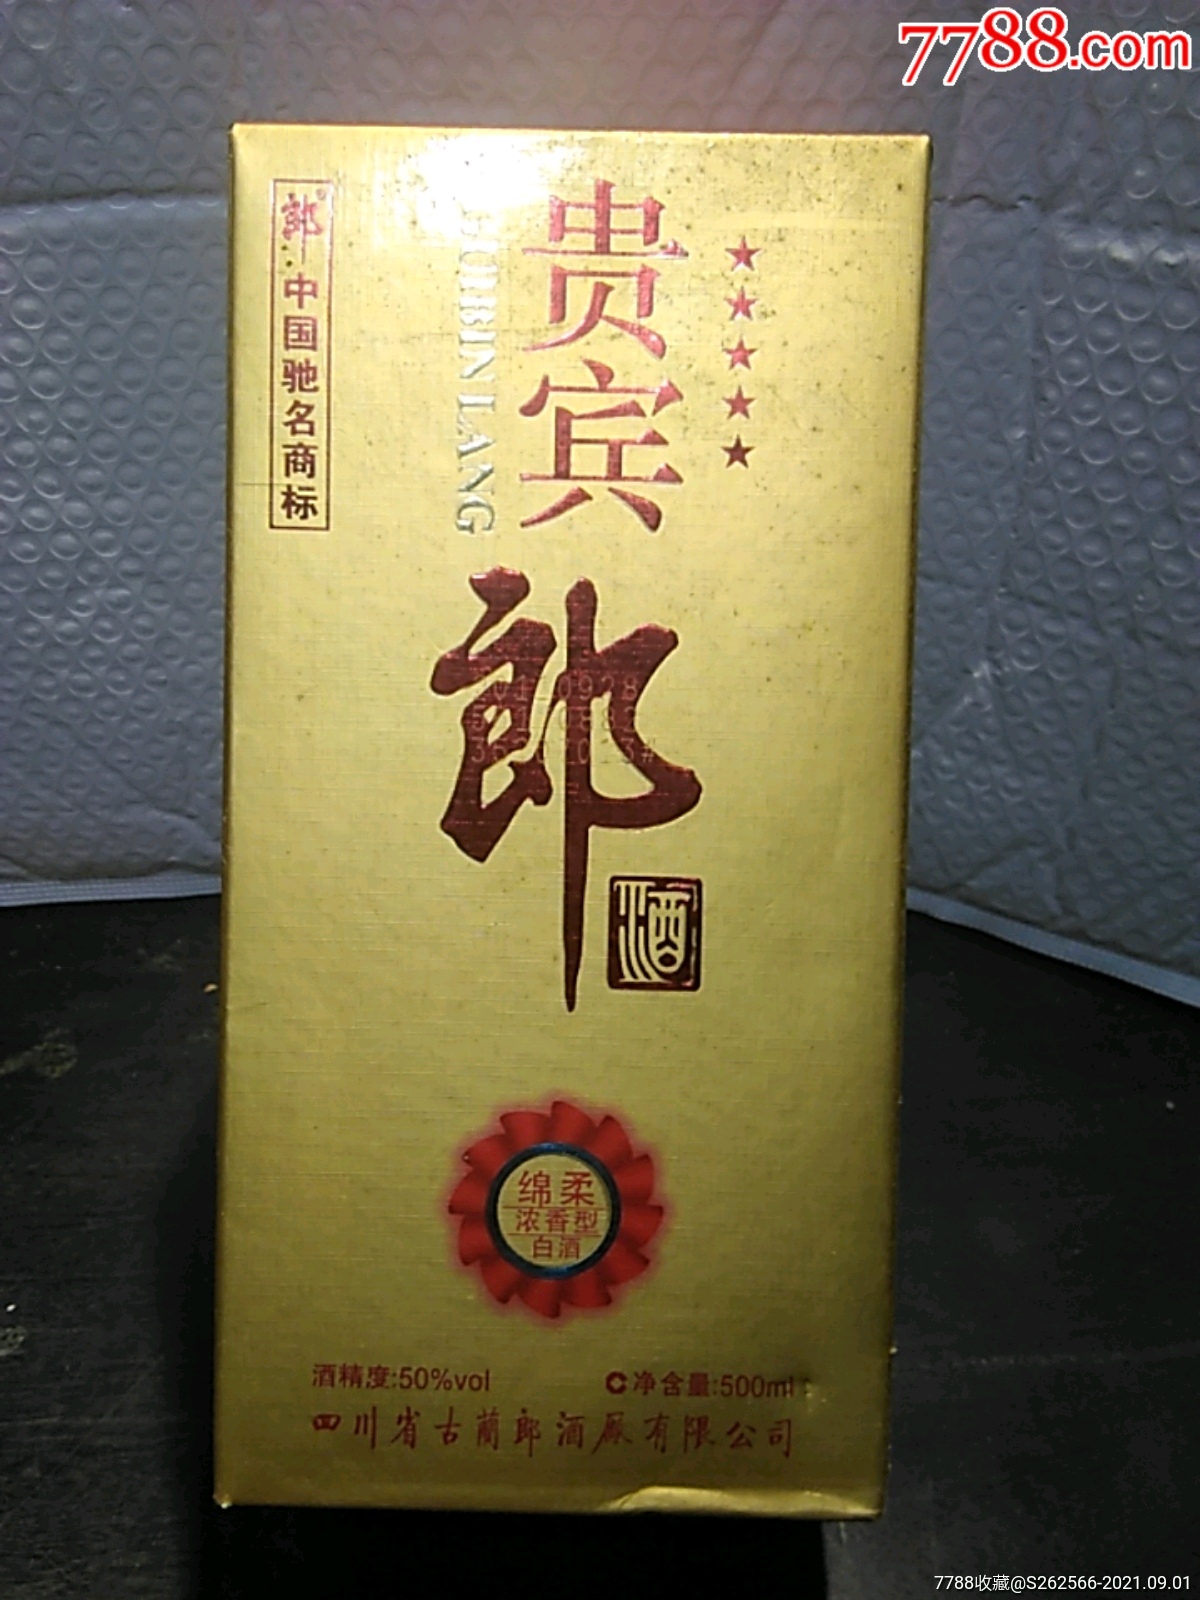 7788.com
郎®
中国驰名商标
贵宾
GUIBIN LANG
★★★★★
郎
酒
绵柔
浓香型
白酒
酒精度:50%vol
C净含量:500ml
四川省古蔺郎酒厰有限公司
7788收藏@S262566-2021.09.01